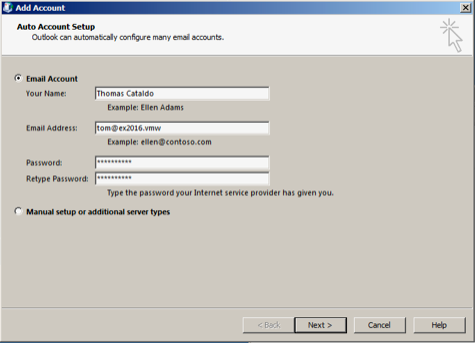 Add Account
Auto Account Setup
Outlook can automatically configure many email accounts.
Email Account
Your Name: Thomas Cataldo
Example: Ellen Adams
Email Address: tom@ex2016.vmw
Example: ellen@contoso.com
Password: **********
Retype Password: **********
Type the password your Internet service provider has given you.
Manual setup or additional server types
< Back Next > Cancel Help